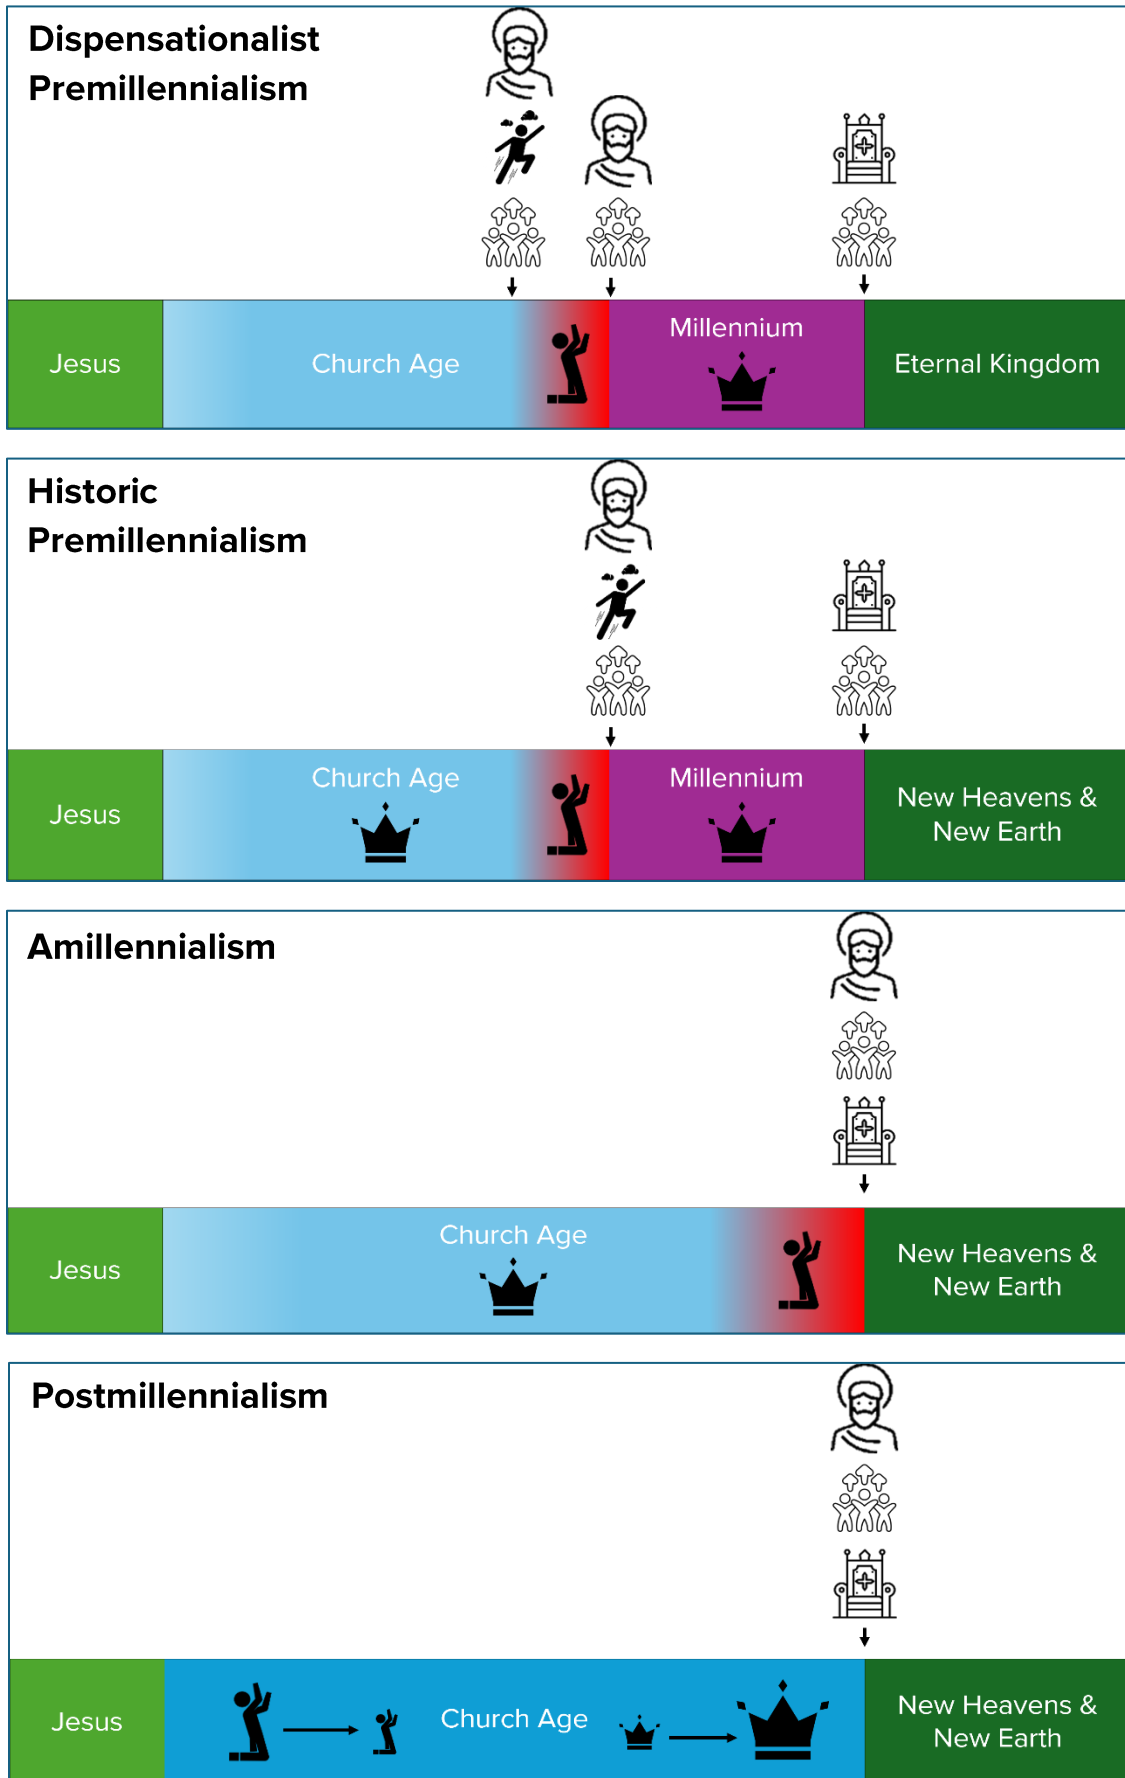 Dispensationalist
Premillennialism
Jesus
Church Age
Millennium
Eternal Kingdom
Historic
Premillennialism
Jesus
Church Age
Millennium
New Heavens &
New Earth
Amillennialism
Jesus
Church Age
New Heavens &
New Earth
Postmillennialism
Jesus
Church Age
New Heavens &
New Earth